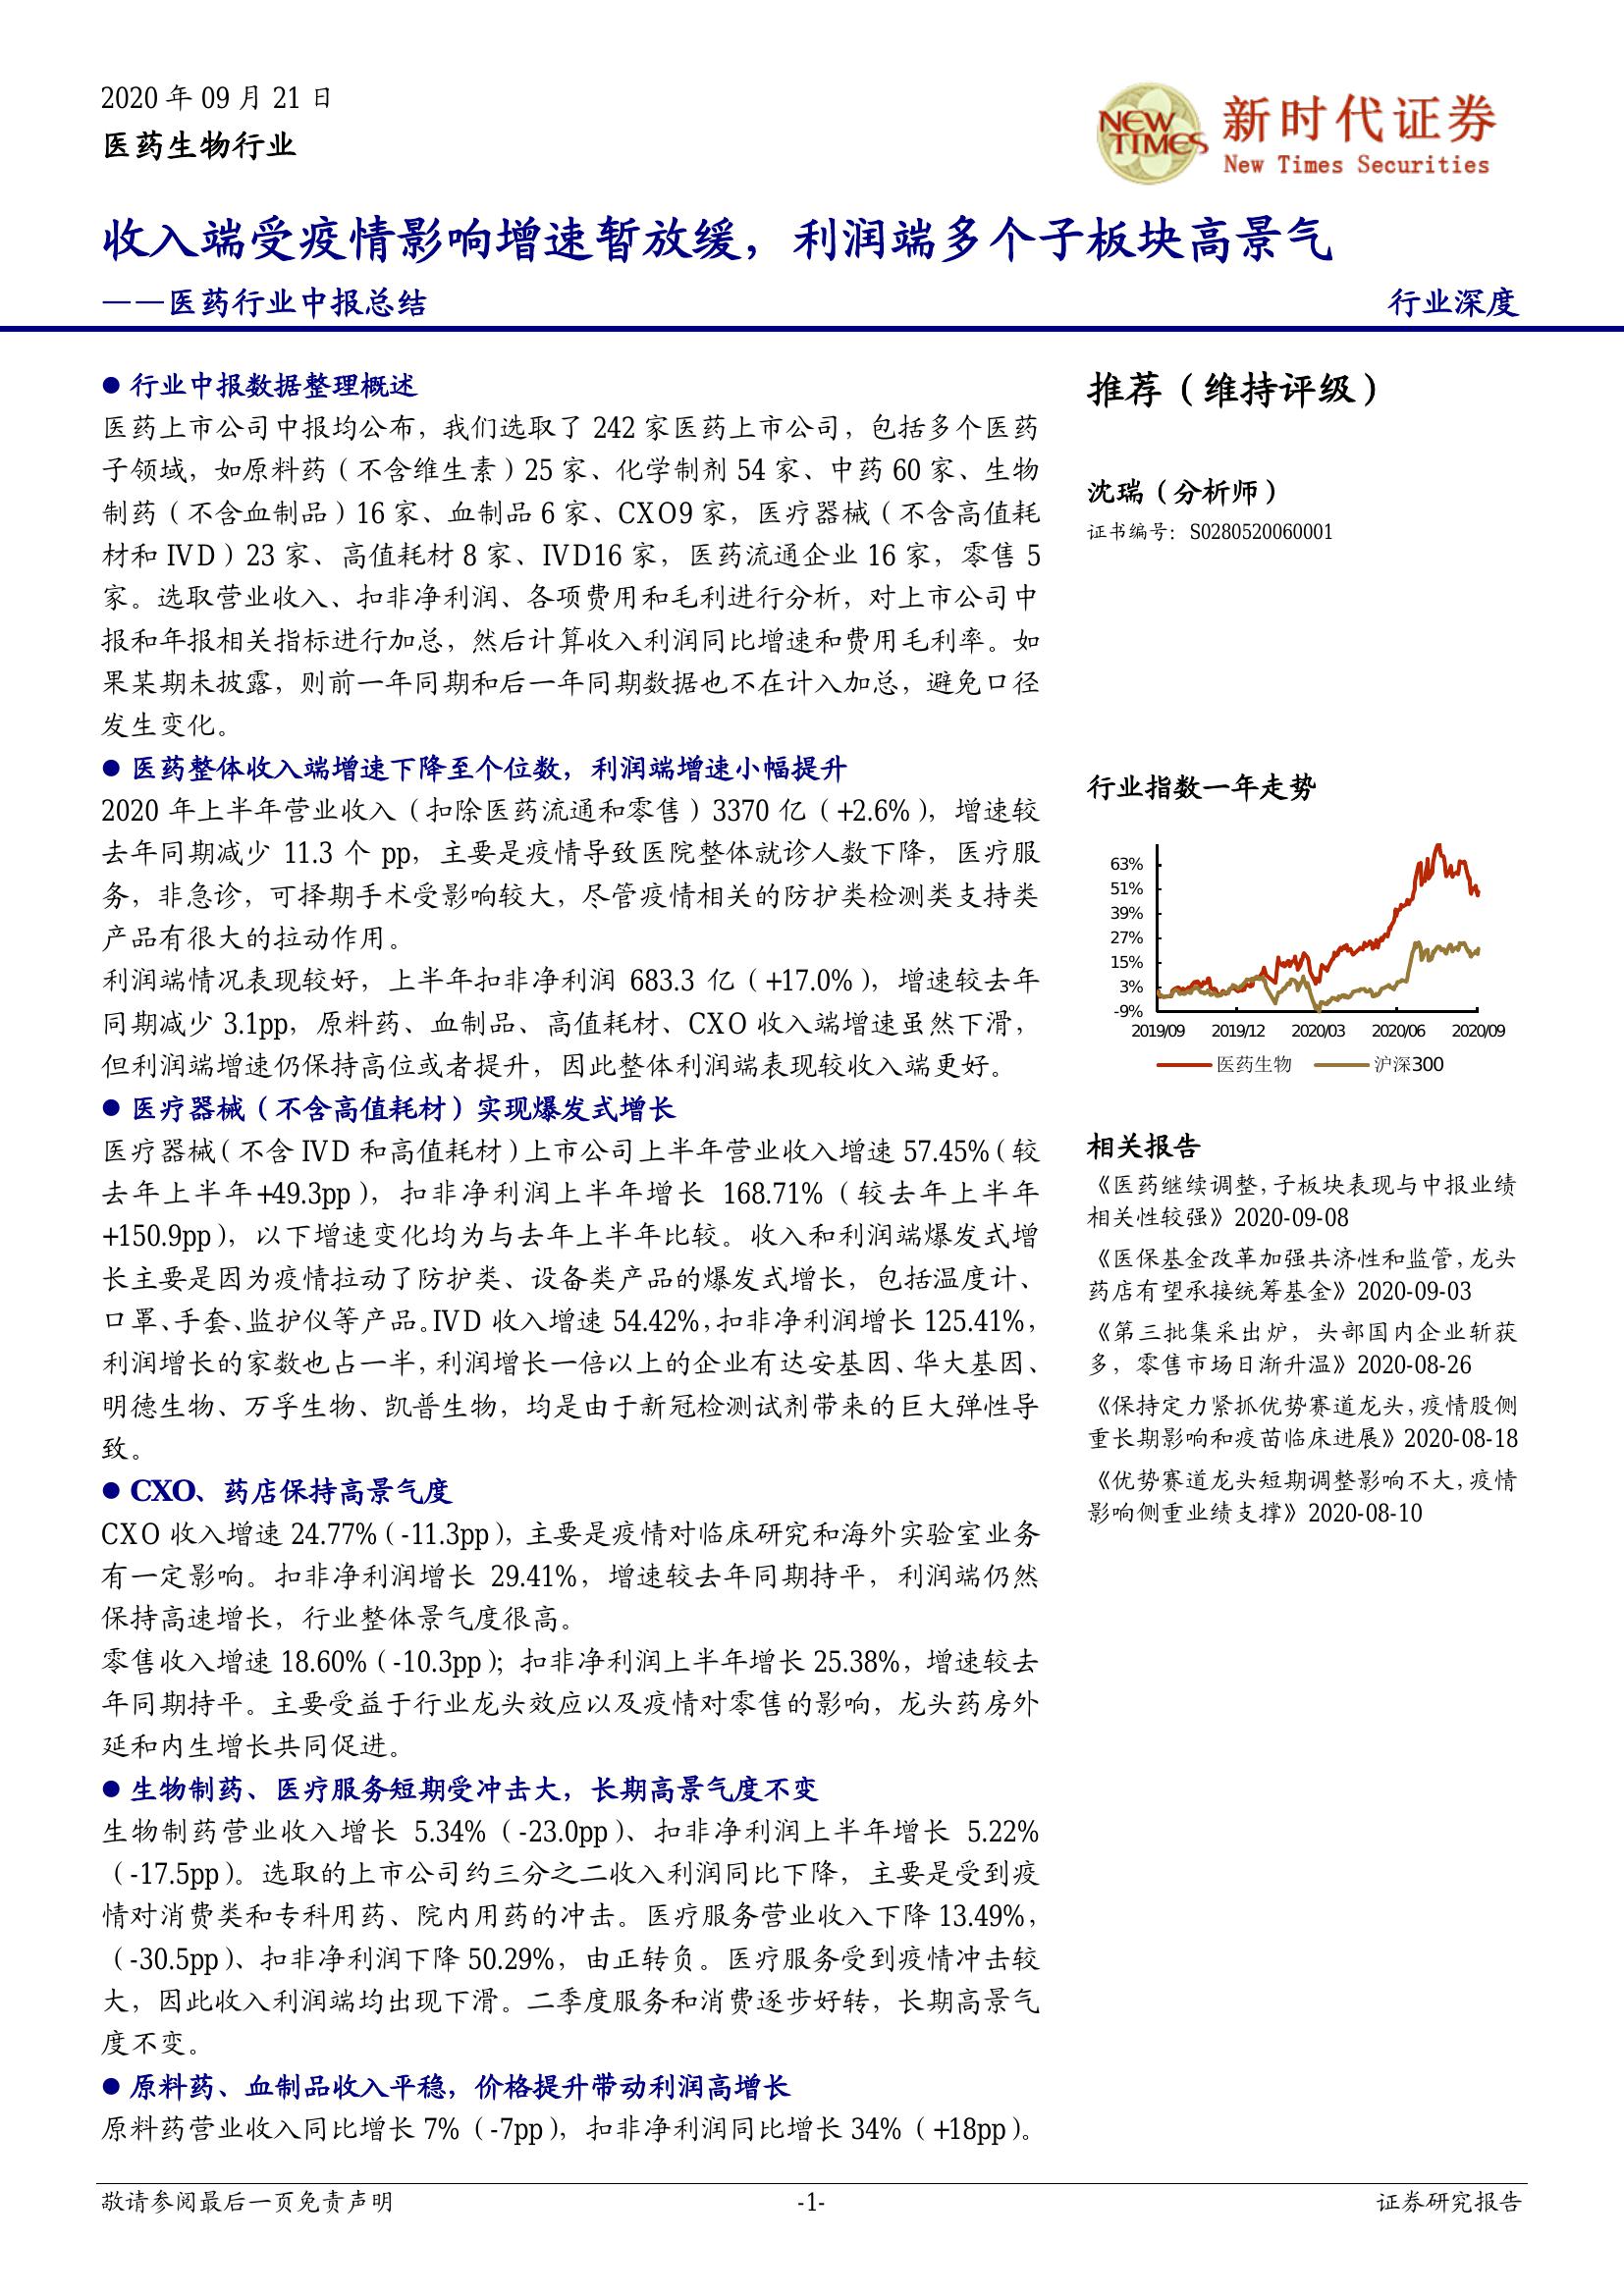 2020 年 09 月 21 日
医药生物行业
NEW TIMES
新时代证券
New Times Securities
收入端受疫情影响增速暂放缓，利润端多个子板块高景气
——医药行业中报总结
行业深度
● 行业中报数据整理概述
医药上市公司中报均公布，我们选取了 242 家医药上市公司，包括多个医药
子领域，如原料药（不含维生素）25 家、化学制剂 54 家、中药 60 家、生物
制药（不含血制品）16 家、血制品 6 家、CXO9 家，医疗器械（不含高值耗
材和 IVD）23 家、高值耗材 8 家、IVD16 家，医药流通企业 16 家，零售 5
家。选取营业收入、扣非净利润、各项费用和毛利进行分析，对上市公司中
报和年报相关指标进行加总，然后计算收入利润同比增速和费用毛利率。如
果某期未披露，则前一年同期和后一年同期数据也不在计入加总，避免口径
发生变化。
● 医药整体收入端增速下降至个位数，利润端增速小幅提升
2020 年上半年营业收入（扣除医药流通和零售）3370 亿（+2.6%），增速较
去年同期减少 11.3 个 pp，主要是疫情导致医院整体就诊人数下降，医疗服
务，非急诊，可择期手术受影响较大，尽管疫情相关的防护类检测类支持类
产品有很大的拉动作用。
利润端情况表现较好，上半年扣非净利润 683.3 亿（+17.0%），增速较去年
同期减少 3.1pp，原料药、血制品、高值耗材、CXO 收入端增速虽然下滑，
但利润端增速仍保持高位或者提升，因此整体利润端表现较收入端更好。
● 医疗器械（不含高值耗材）实现爆发式增长
医疗器械（不含 IVD 和高值耗材）上市公司上半年营业收入增速 57.45%（较
去年上半年+49.3pp），扣非净利润上半年增长 168.71%（较去年上半年
+150.9pp），以下增速变化均为与去年上半年比较。收入和利润端爆发式增
长主要是因为疫情拉动了防护类、设备类产品的爆发式增长，包括温度计、
口罩、手套、监护仪等产品。IVD 收入增速 54.42%，扣非净利润增长 125.41%，
利润增长的家数也占一半，利润增长一倍以上的企业有达安基因、华大基因、
明德生物、万孚生物、凯普生物，均是由于新冠检测试剂带来的巨大弹性导
致。
● CXO、药店保持高景气度
CXO 收入增速 24.77%（-11.3pp），主要是疫情对临床研究和海外实验室业务
有一定影响。扣非净利润增长 29.41%，增速较去年同期持平，利润端仍然
保持高速增长，行业整体景气度很高。
零售收入增速 18.60%（-10.3pp）；扣非净利润上半年增长 25.38%，增速较去
年同期持平。主要受益于行业龙头效应以及疫情对零售的影响，龙头药房外
延和内生增长共同促进。
● 生物制药、医疗服务短期受冲击大，长期高景气度不变
生物制药营业收入增长 5.34%（-23.0pp）、扣非净利润上半年增长 5.22%
（-17.5pp）。选取的上市公司约三分之二收入利润同比下降，主要是受到疫
情对消费类和专科用药、院内用药的冲击。医疗服务营业收入下降 13.49%，
（-30.5pp）、扣非净利润下降 50.29%，由正转负。医疗服务受到疫情冲击较
大，因此收入利润端均出现下滑。二季度服务和消费逐步好转，长期高景气
度不变。
● 原料药、血制品收入平稳，价格提升带动利润高增长
原料药营业收入同比增长 7%（-7pp），扣非净利润同比增长 34%（+18pp）。
推荐（维持评级）
沈瑞（分析师）
证书编号：S0280520060001
行业指数一年走势
63%
51%
39%
27%
15%
3%
-9%
2019/09 2019/12 2020/03 2020/06 2020/09
医药生物 沪深300
相关报告
《医药继续调整，子板块表现与中报业绩
相关性较强》2020-09-08
《医保基金改革加强共济性和监管，龙头
药店有望承接统筹基金》2020-09-03
《第三批集采出炉，头部国内企业斩获
多，零售市场日渐升温》2020-08-26
《保持定力紧抓优势赛道龙头，疫情股侧
重长期影响和疫苗临床进展》2020-08-18
《优势赛道龙头短期调整影响不大，疫情
影响侧重业绩支撑》2020-08-10
敬请参阅最后一页免责声明
-1-
证券研究报告